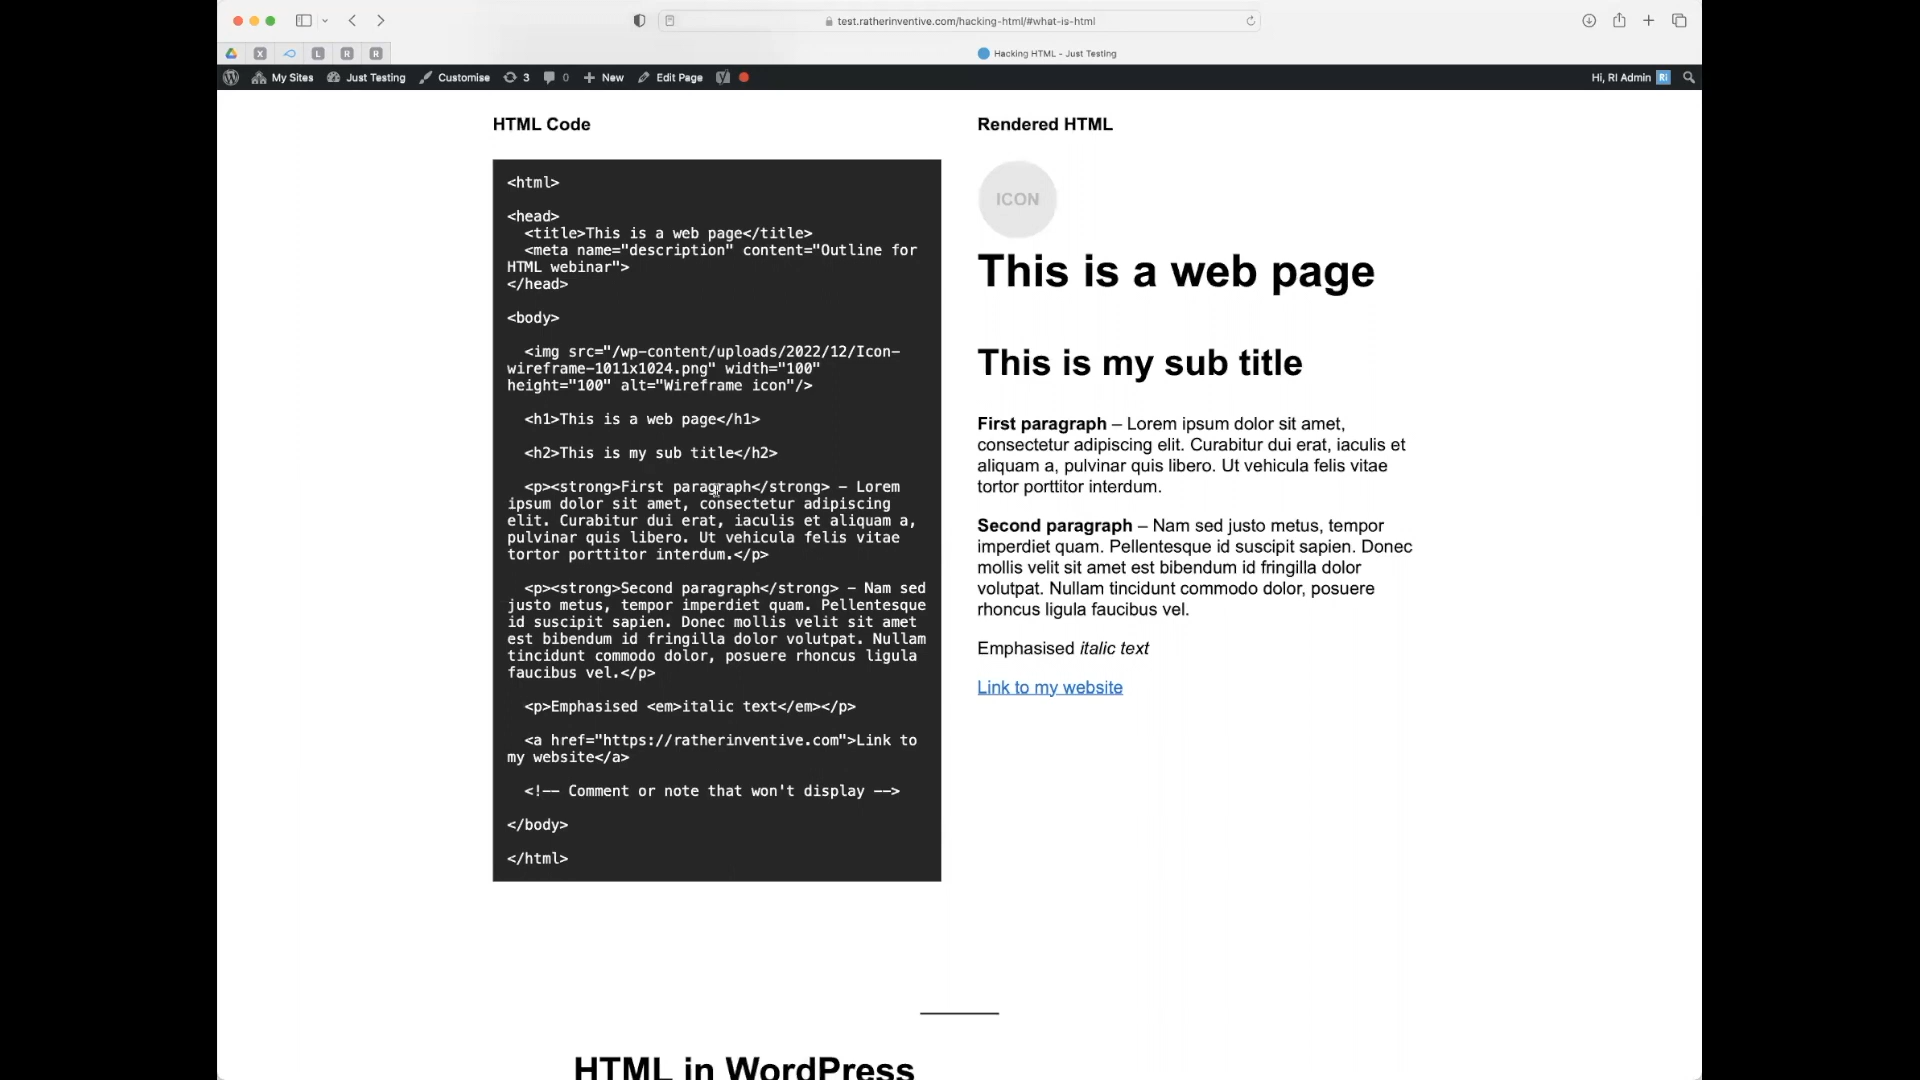 test.ratherinventive.com/hacking-html/#what-is-html
X
L
R
R
Hacking HTML - Just Testing
My Sites
Just Testing
Customise
3
0
New
Edit Page
Hi, RI Admin
RI
HTML Code
<html>
<head>
<title>This is a web page</title>
<meta name="description" content="Outline for
HTML webinar">
</head>
<body>
<img src="/wp-content/uploads/2022/12/Icon-
wireframe-1011x1024.png" width="100"
height="100" alt="Wireframe icon"/>
<h1>This is a web page</h1>
<h2>This is my sub title</h2>
<p><strong>First paragraph</strong> – Lorem
ipsum dolor sit amet, consectetur adipiscing
elit. Curabitur dui erat, iaculis et aliquam a,
pulvinar quis libero. Ut vehicula felis vitae
tortor porttitor interdum.</p>
<p><strong>Second paragraph</strong> – Nam sed
justo metus, tempor imperdiet quam. Pellentesque
id suscipit sapien. Donec mollis velit sit amet
est bibendum id fringilla dolor volutpat. Nullam
tincidunt commodo dolor, posuere rhoncus ligula
faucibus vel.</p>
<p>Emphasised <em>italic text</em></p>
<a href="https://ratherinventive.com">Link to
my website</a>
<!-- Comment or note that won't display -->
</body>
</html>
Rendered HTML
ICON
This is a web page
This is my sub title
First paragraph – Lorem ipsum dolor sit amet,
consectetur adipiscing elit. Curabitur dui erat, iaculis et
aliquam a, pulvinar quis libero. Ut vehicula felis vitae
tortor porttitor interdum.
Second paragraph – Nam sed justo metus, tempor
imperdiet quam. Pellentesque id suscipit sapien. Donec
mollis velit sit amet est bibendum id fringilla dolor
volutpat. Nullam tincidunt commodo dolor, posuere
rhoncus ligula faucibus vel.
Emphasised italic text
Link to my website
HTML in WordPress